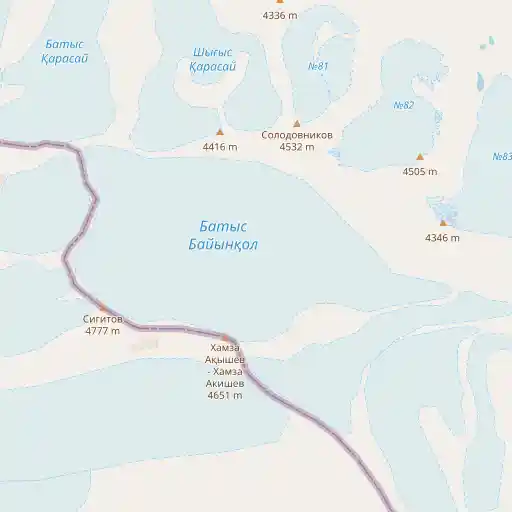 4336 m
Батыс
Қарасай
Шығыс
Қарасай
№81
№82
Солодовников
4532 m
4416 m
№83
4505 m
Батыс
Байынқол
4346 m
Сигитов
4777 m
Хамза
Ақышев
- Хамза
Акишев
4651 m